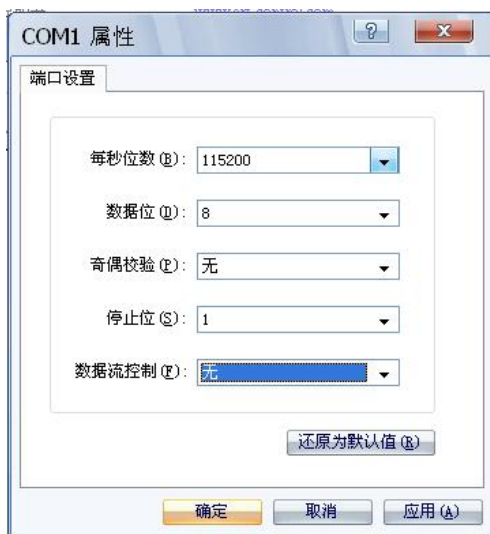 COM1 属性
端口设置
每秒位数(B): 115200
数据位(D): 8
奇偶校验(P): 无
停止位(S): 1
数据流控制(F): 无
还原为默认值(R)
确定 取消 应用(A)